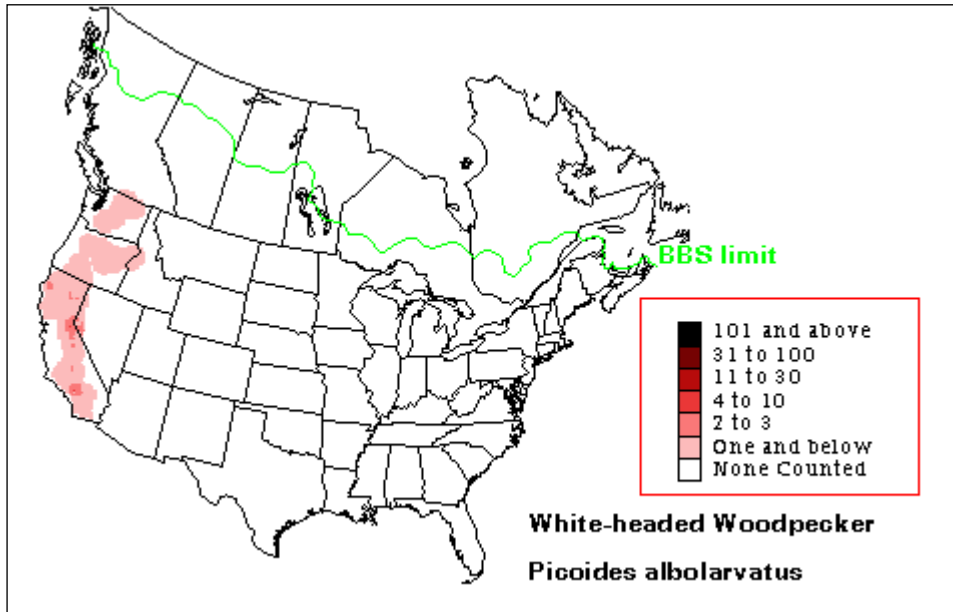 BBS limit
101 and above
31 to 100
11 to 30
4 to 10
2 to 3
One and below
None Counted
White-headed Woodpecker
Picoides albolarvatus